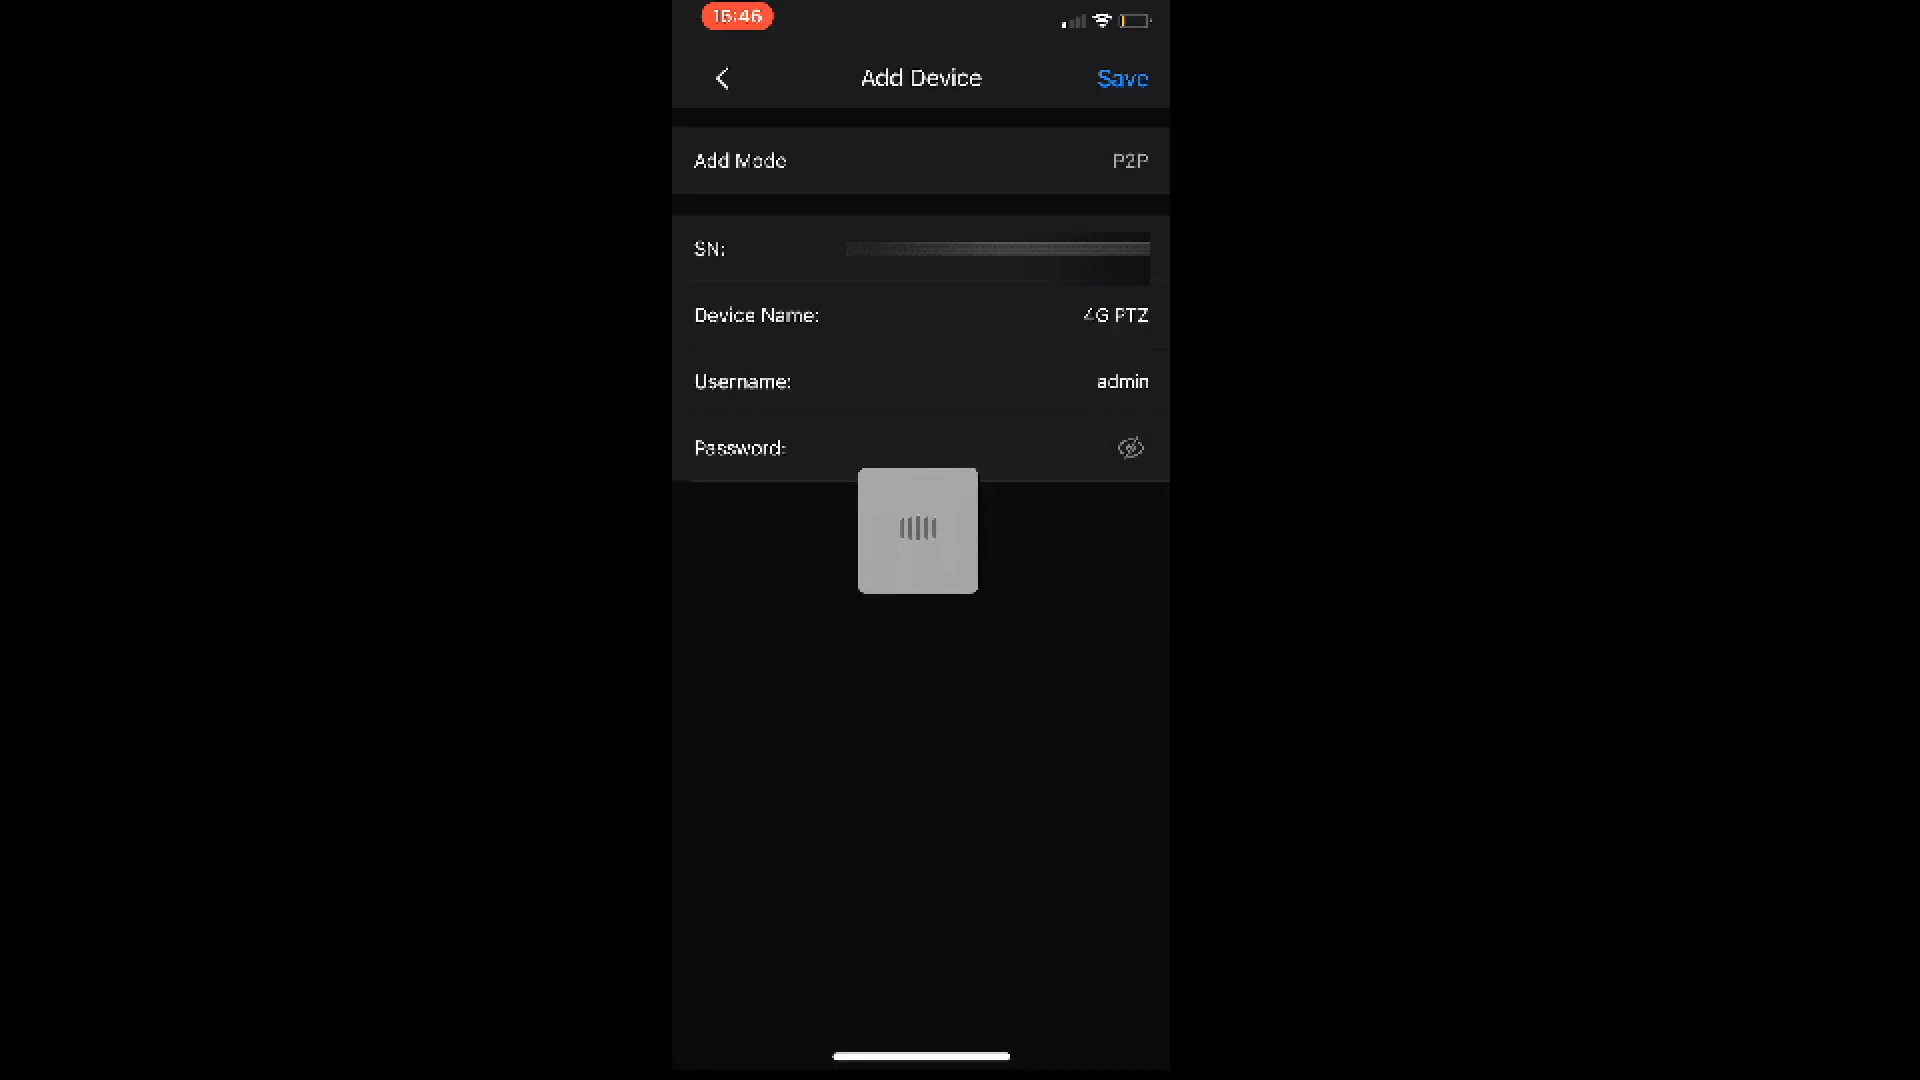 15:46
Add Device
Save
Add Mode
P2P
SN:
Device Name:
4G PTZ
Username:
admin
Password: